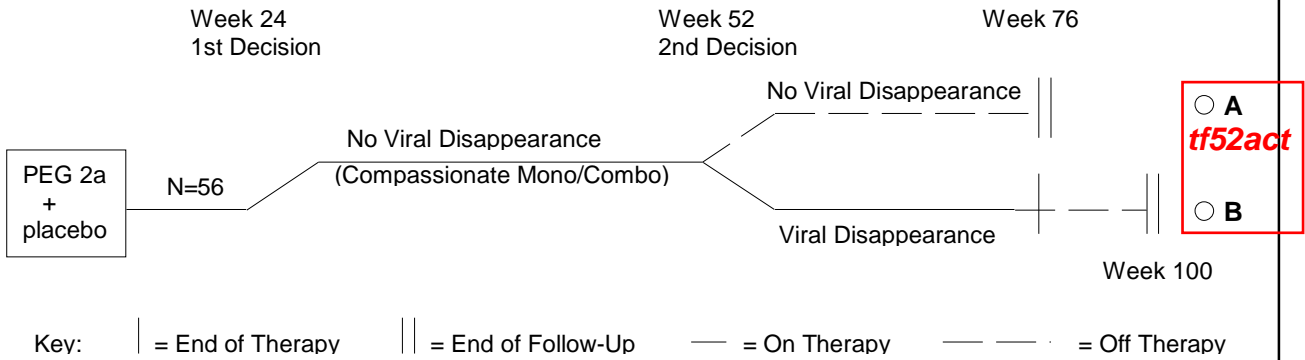 Week 24
1st Decision
Week 52
2nd Decision
Week 76
No Viral Disappearance
A
tf52act
No Viral Disappearance
(Compassionate Mono/Combo)
PEG 2a
+
placebo
N=56
B
Viral Disappearance
Week 100
Key: = End of Therapy = End of Follow-Up = On Therapy = Off Therapy